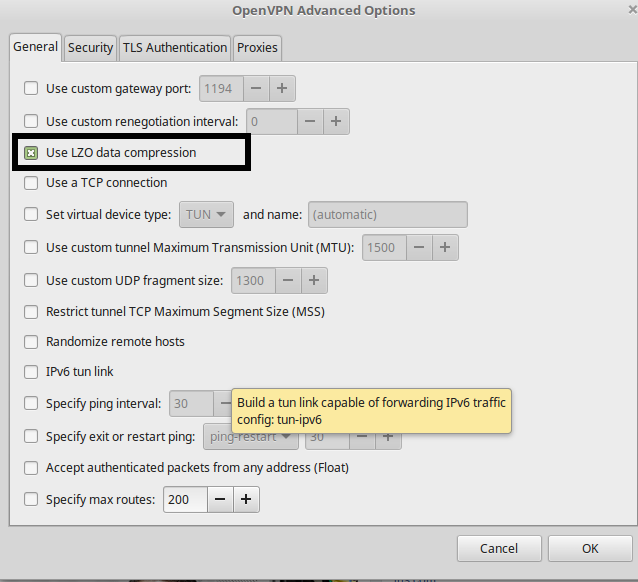 OpenVPN Advanced Options
General Security TLS Authentication Proxies
Use custom gateway port: 1194
Use custom renegotiation interval: 0
Use LZO data compression
Use a TCP connection
Set virtual device type: TUN and name: (automatic)
Use custom tunnel Maximum Transmission Unit (MTU): 1500
Use custom UDP fragment size: 1300
Restrict tunnel TCP Maximum Segment Size (MSS)
Randomize remote hosts
IPv6 tun link
Specify ping interval: 30
Build a tun link capable of forwarding IPv6 traffic
config: tun-ipv6
Specify exit or restart ping: ping-restart 30
Accept authenticated packets from any address (Float)
Specify max routes: 200
Cancel OK